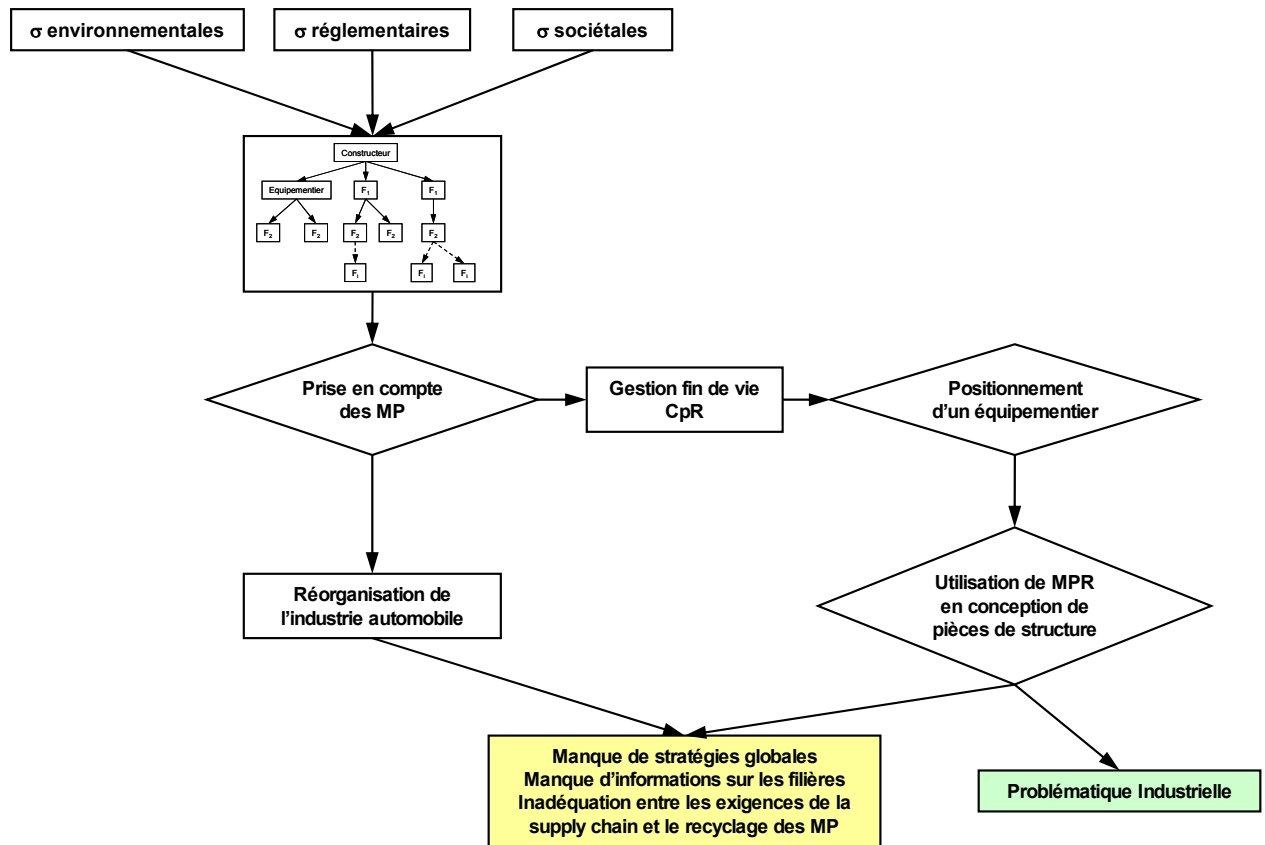 σ environnementales
σ réglementaires
σ sociétales
Constructeur
Equipementier
F₁
F₁
F₂
F₂
F₂
F₂
F₂
Fᵢ
Fᵢ
Fᵢ
Prise en compte
des MP
Gestion fin de vie
CpR
Positionnement
d'un équipementier
Réorganisation de
l'industrie automobile
Utilisation de MPR
en conception de
pièces de structure
Manque de stratégies globales
Manque d'informations sur les filières
Inadéquation entre les exigences de la
supply chain et le recyclage des MP
Problématique Industrielle